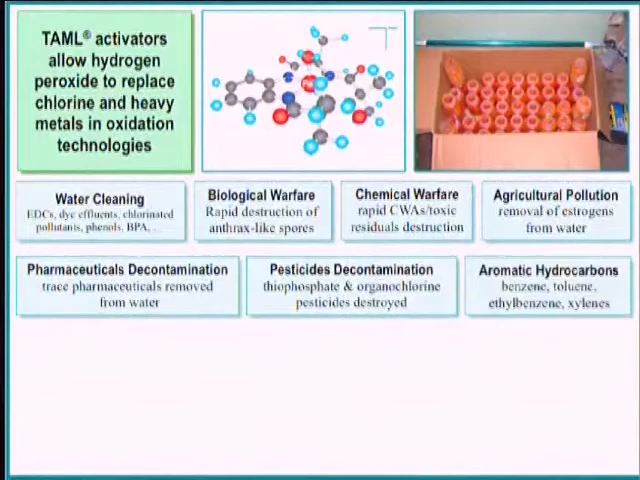 TAML® activators
allow hydrogen
peroxide to replace
chlorine and heavy
metals in oxidation
technologies
Water Cleaning
EDCs, dye effluents, chlorinated
pollutants, phenols, BPA, ...
Biological Warfare
Rapid destruction of
anthrax-like spores
Chemical Warfare
rapid CWAs/toxic
residuals destruction
Agricultural Pollution
removal of estrogens
from water
Pharmaceuticals Decontamination
trace pharmaceuticals removed
from water
Pesticides Decontamination
thiophosphate & organochlorine
pesticides destroyed
Aromatic Hydrocarbons
benzene, toluene,
ethylbenzene, xylenes